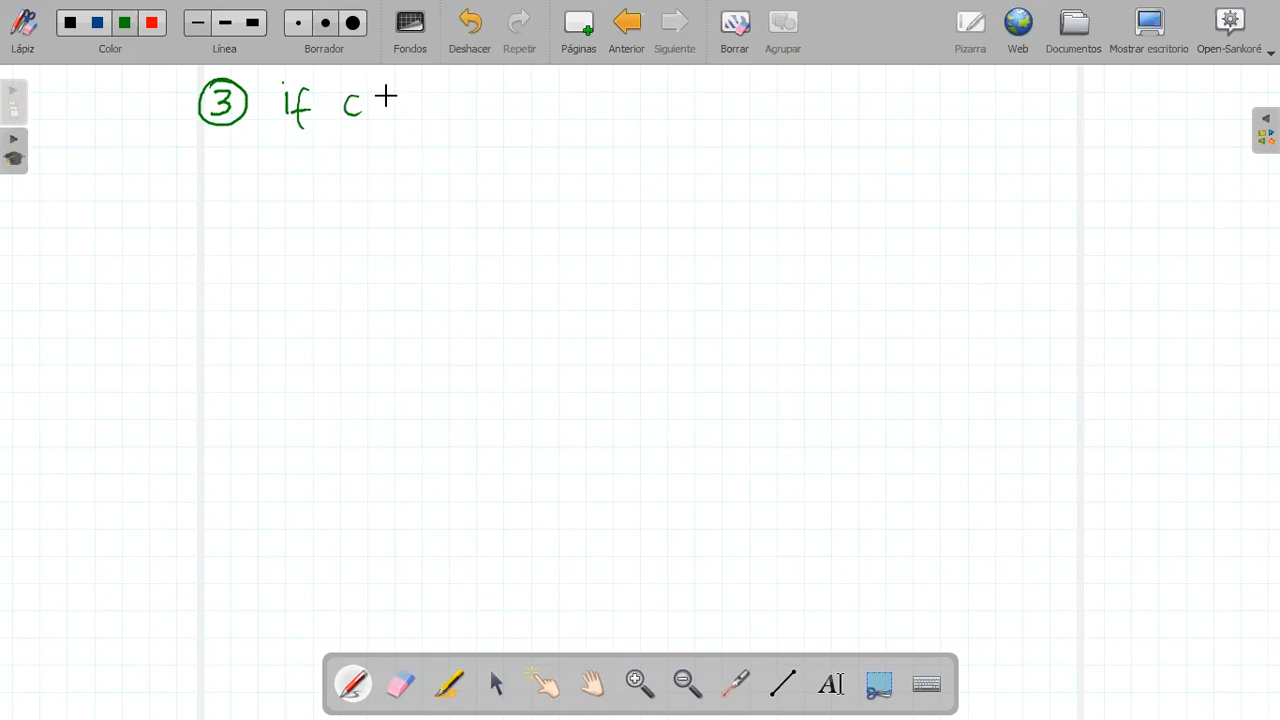 Lápiz Color Línea Borrador Fondos Deshacer Repetir Páginas Anterior Siguiente Borrar Agrupar Pizarra Web Documentos Mostrar escritorio Open-Sankoré
③ if c
AI